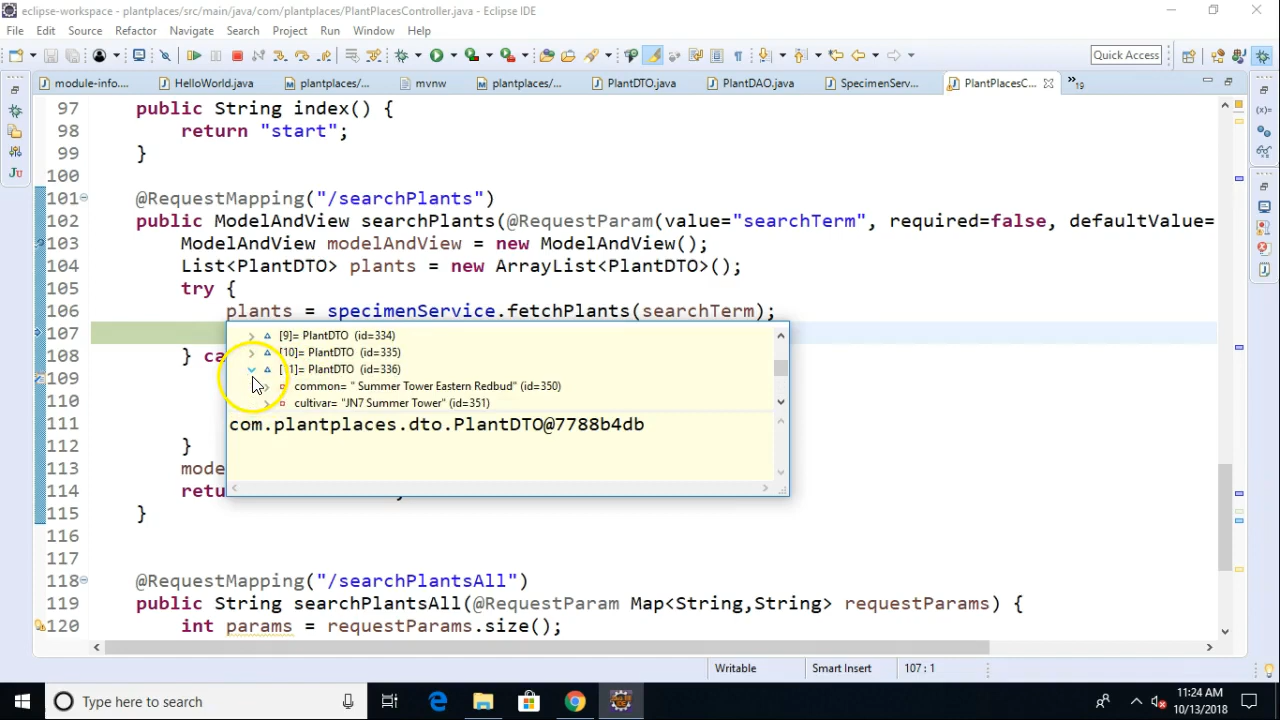 eclipse-workspace - plantplaces/src/main/java/com/plantplaces/PlantPlacesController.java - Eclipse IDE
File Edit Source Refactor Navigate Search Project Run Window Help
Quick Access
module-info.... HelloWorld.java plantplaces/... mvnw plantplaces/... PlantDTO.java PlantDAO.java SpecimenServ... PlantPlacesC... »19
97 public String index() {
98 return "start";
99 }
100
101 @RequestMapping("/searchPlants")
102 public ModelAndView searchPlants(@RequestParam(value="searchTerm", required=false, defaultValue=
103 ModelAndView modelAndView = new ModelAndView();
104 List<PlantDTO> plants = new ArrayList<PlantDTO>();
105 try {
106 plants = specimenService.fetchPlants(searchTerm);
107
[9]= PlantDTO (id=334)
[10]= PlantDTO (id=335)
108 } ca
[11]= PlantDTO (id=336)
109
common= " Summer Tower Eastern Redbud" (id=350)
110
cultivar= "JN7 Summer Tower" (id=351)
111
com.plantplaces.dto.PlantDTO@7788b4db
112 }
113 mode
114 retu
115 }
116
117
118 @RequestMapping("/searchPlantsAll")
119 public String searchPlantsAll(@RequestParam Map<String,String> requestParams) {
120 int params = requestParams.size();
Writable Smart Insert 107 : 1
Type here to search
11:24 AM
10/13/2018